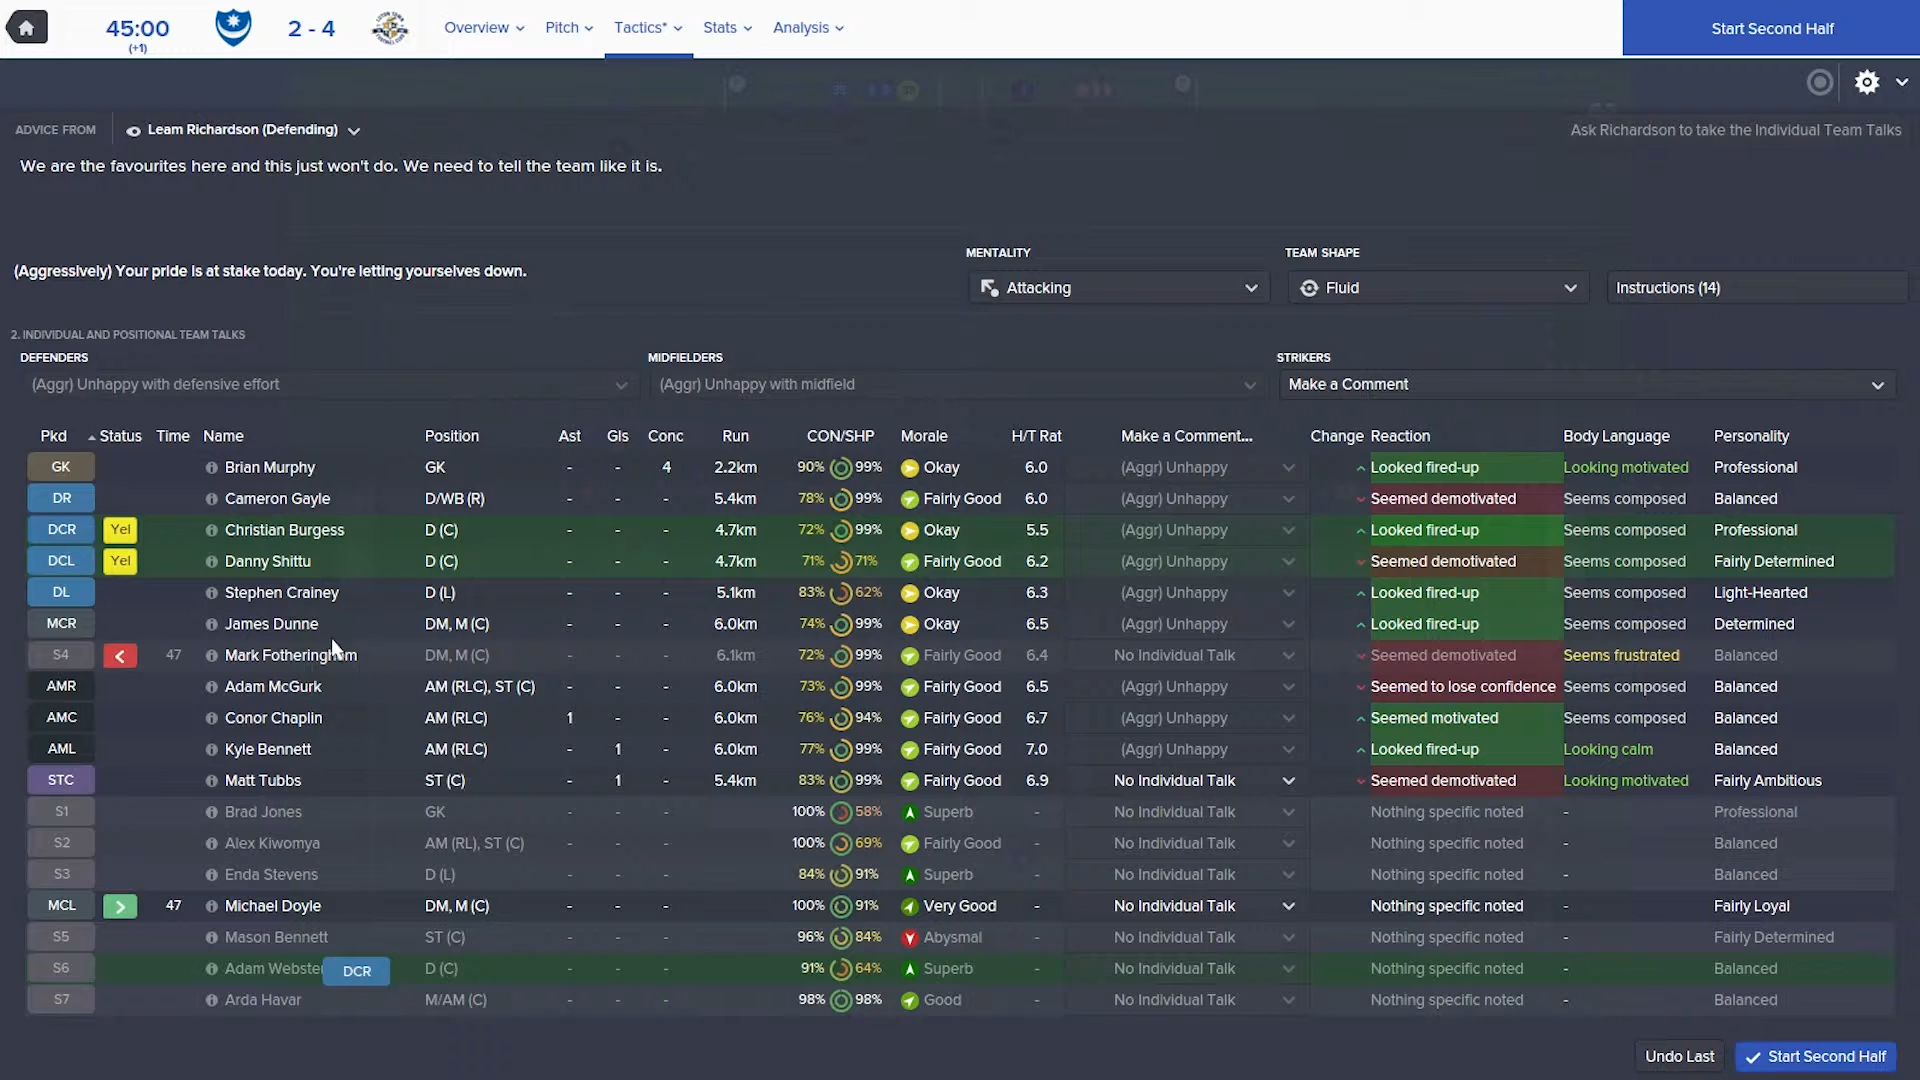 45:00
(+1)
2 - 4
Overview
Pitch
Tactics*
Stats
Analysis
Start Second Half
ADVICE FROM
Leam Richardson (Defending)
Ask Richardson to take the Individual Team Talks
We are the favourites here and this just won't do. We need to tell the team like it is.
MENTALITY
TEAM SHAPE
(Aggressively) Your pride is at stake today. You're letting yourselves down.
Attacking
Fluid
Instructions (14)
2. INDIVIDUAL AND POSITIONAL TEAM TALKS
DEFENDERS
MIDFIELDERS
STRIKERS
(Aggr) Unhappy with defensive effort
(Aggr) Unhappy with midfield
Make a Comment
Pkd Status Time Name Position Ast Gls Conc Run CON/SHP Morale H/T Rat Make a Comment... Change Reaction Body Language Personality
GK Brian Murphy GK - - 4 2.2km 90% 99% Okay 6.0 (Aggr) Unhappy Looked fired-up Looking motivated Professional
DR Cameron Gayle D/WB (R) - - - 5.4km 78% 99% Fairly Good 6.0 (Aggr) Unhappy Seemed demotivated Seems composed Balanced
DCR Yel Christian Burgess D (C) - - - 4.7km 72% 99% Okay 5.5 (Aggr) Unhappy Looked fired-up Seems composed Professional
DCL Yel Danny Shittu D (C) - - - 4.7km 71% 71% Fairly Good 6.2 (Aggr) Unhappy Seemed demotivated Seems composed Fairly Determined
DL Stephen Crainey D (L) - - - 5.1km 83% 62% Okay 6.3 (Aggr) Unhappy Looked fired-up Seems composed Light-Hearted
MCR James Dunne DM, M (C) - - - 6.0km 74% 99% Okay 6.5 (Aggr) Unhappy Looked fired-up Seems composed Determined
S4 47 Mark Fotheringham DM, M (C) - - - 6.1km 72% 99% Fairly Good 6.4 No Individual Talk Seemed demotivated Seems frustrated Balanced
AMR Adam McGurk AM (RLC), ST (C) - - - 6.0km 73% 99% Fairly Good 6.5 (Aggr) Unhappy Seemed to lose confidence Seems composed Balanced
AMC Conor Chaplin AM (RLC) 1 - - 6.0km 76% 94% Fairly Good 6.7 (Aggr) Unhappy Seemed motivated Seems composed Balanced
AML Kyle Bennett AM (RLC) - 1 - 6.0km 77% 99% Fairly Good 7.0 (Aggr) Unhappy Looked fired-up Looking calm Balanced
STC Matt Tubbs ST (C) - 1 - 5.4km 83% 99% Fairly Good 6.9 No Individual Talk Seemed demotivated Looking motivated Fairly Ambitious
S1 Brad Jones GK - - - 100% 58% Superb - No Individual Talk Nothing specific noted - Professional
S2 Alex Kiwomya AM (RL), ST (C) - - - 100% 69% Fairly Good - No Individual Talk Nothing specific noted - Balanced
S3 Enda Stevens D (L) - - - 84% 91% Superb - No Individual Talk Nothing specific noted - Balanced
MCL 47 Michael Doyle DM, M (C) - - - 100% 91% Very Good - No Individual Talk Nothing specific noted - Fairly Loyal
S5 Mason Bennett ST (C) - - - 96% 84% Abysmal - No Individual Talk Nothing specific noted - Fairly Determined
S6 Adam Webster DCR D (C) - - - 91% 64% Superb - No Individual Talk Nothing specific noted - Balanced
S7 Arda Havar M/AM (C) - - - 98% 98% Good - No Individual Talk Nothing specific noted - Balanced
Undo Last
Start Second Half